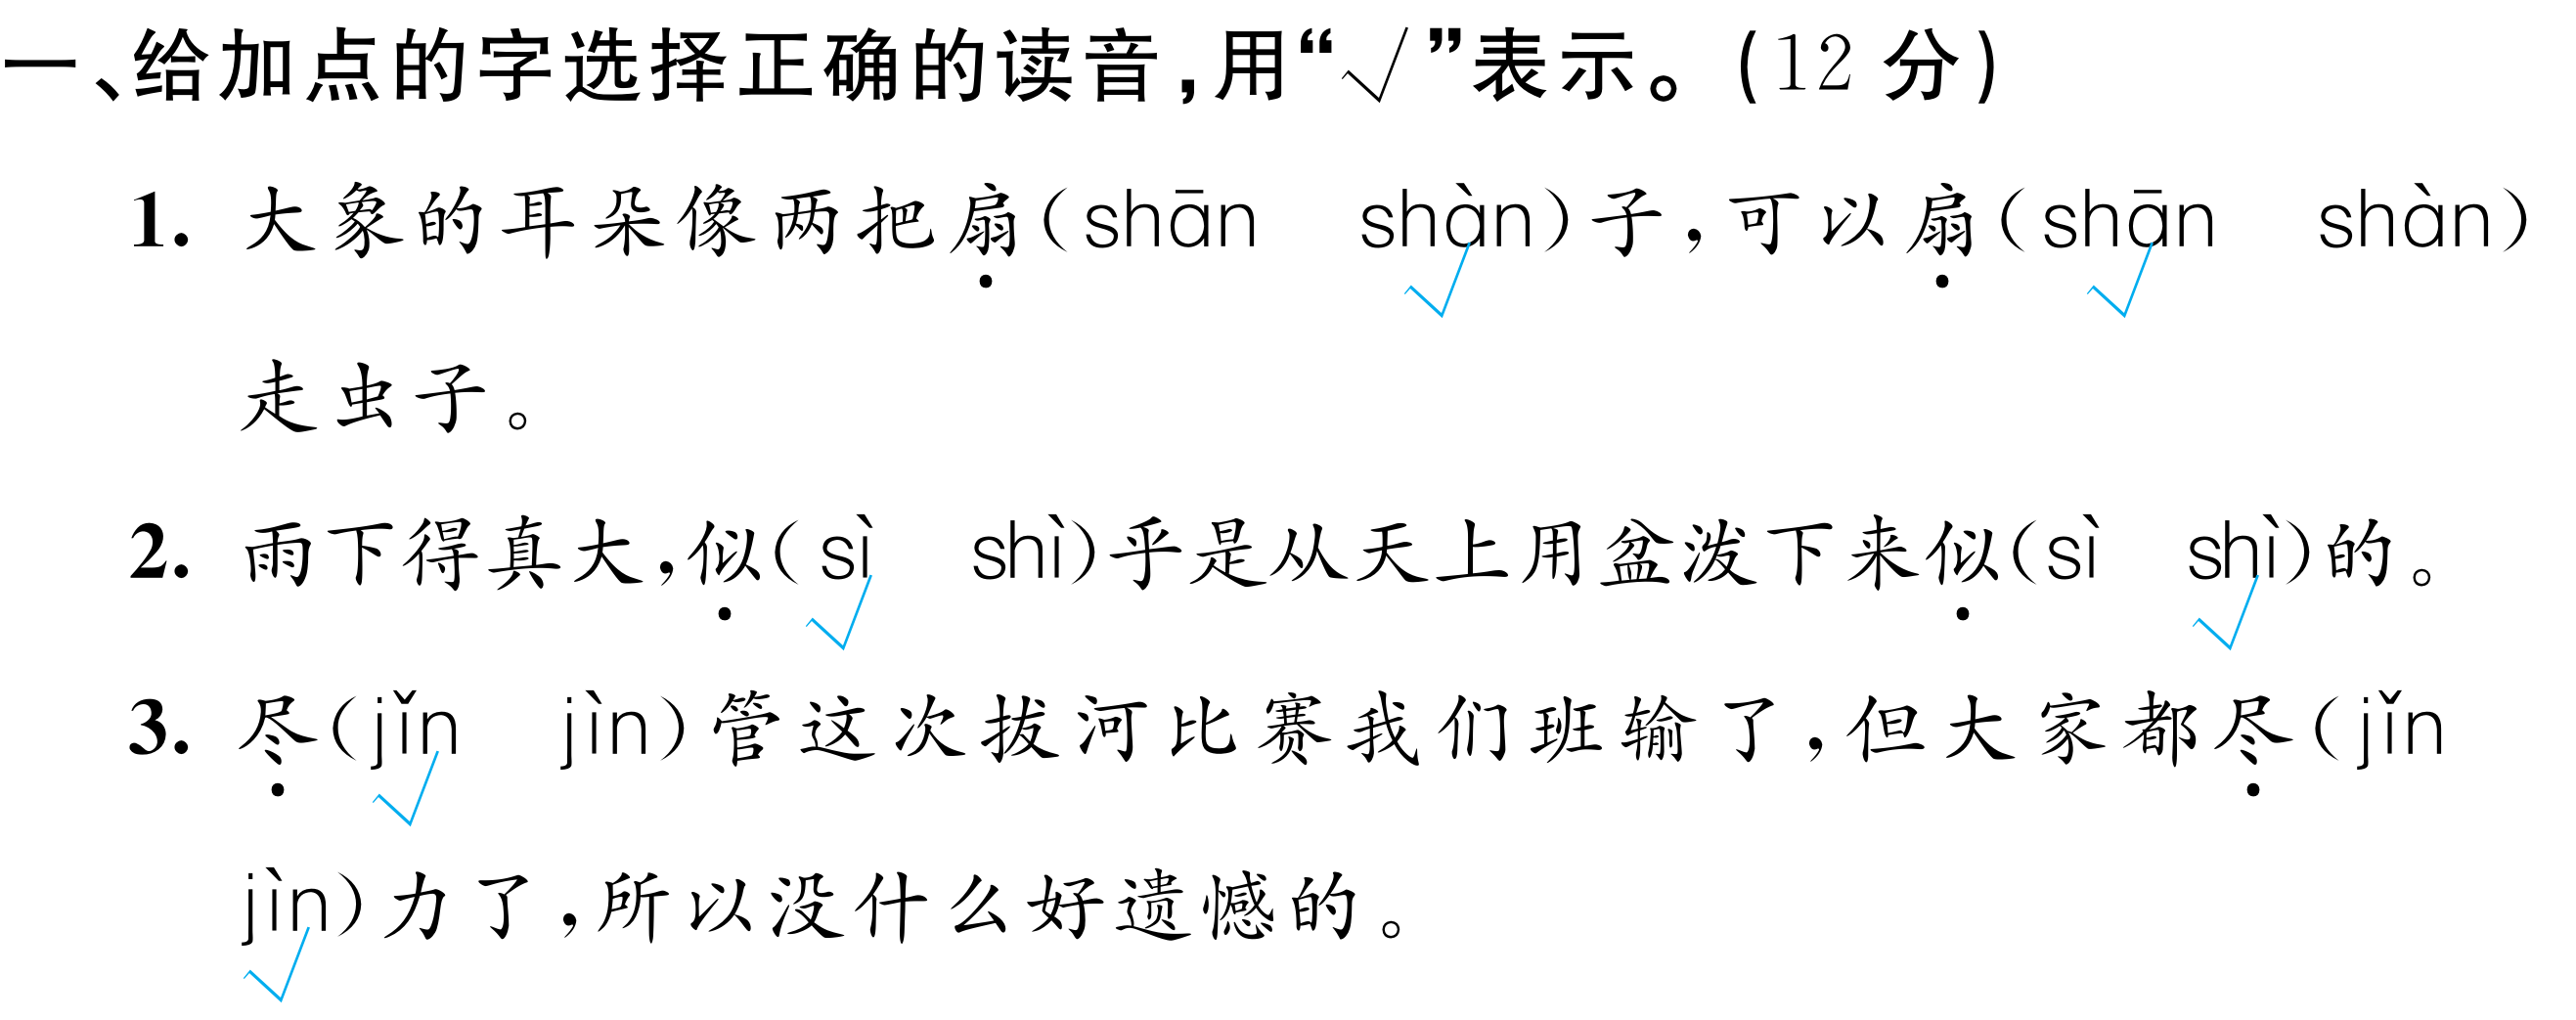 一、给加点的字选择正确的读音,用“√”表示。(12 分)
1. 大象的耳朵像两把扇(shān shàn)子,可以扇(shān shàn)
√ √
走虫子。
2. 雨下得真大,似(sì shì)乎是从天上用盆泼下来似(sì shì)的。
√ √
3. 尽(jǐn jìn)管这次拔河比赛我们班输了,但大家都尽(jǐn
√
jìn)力了,所以没什么好遗憾的。
√